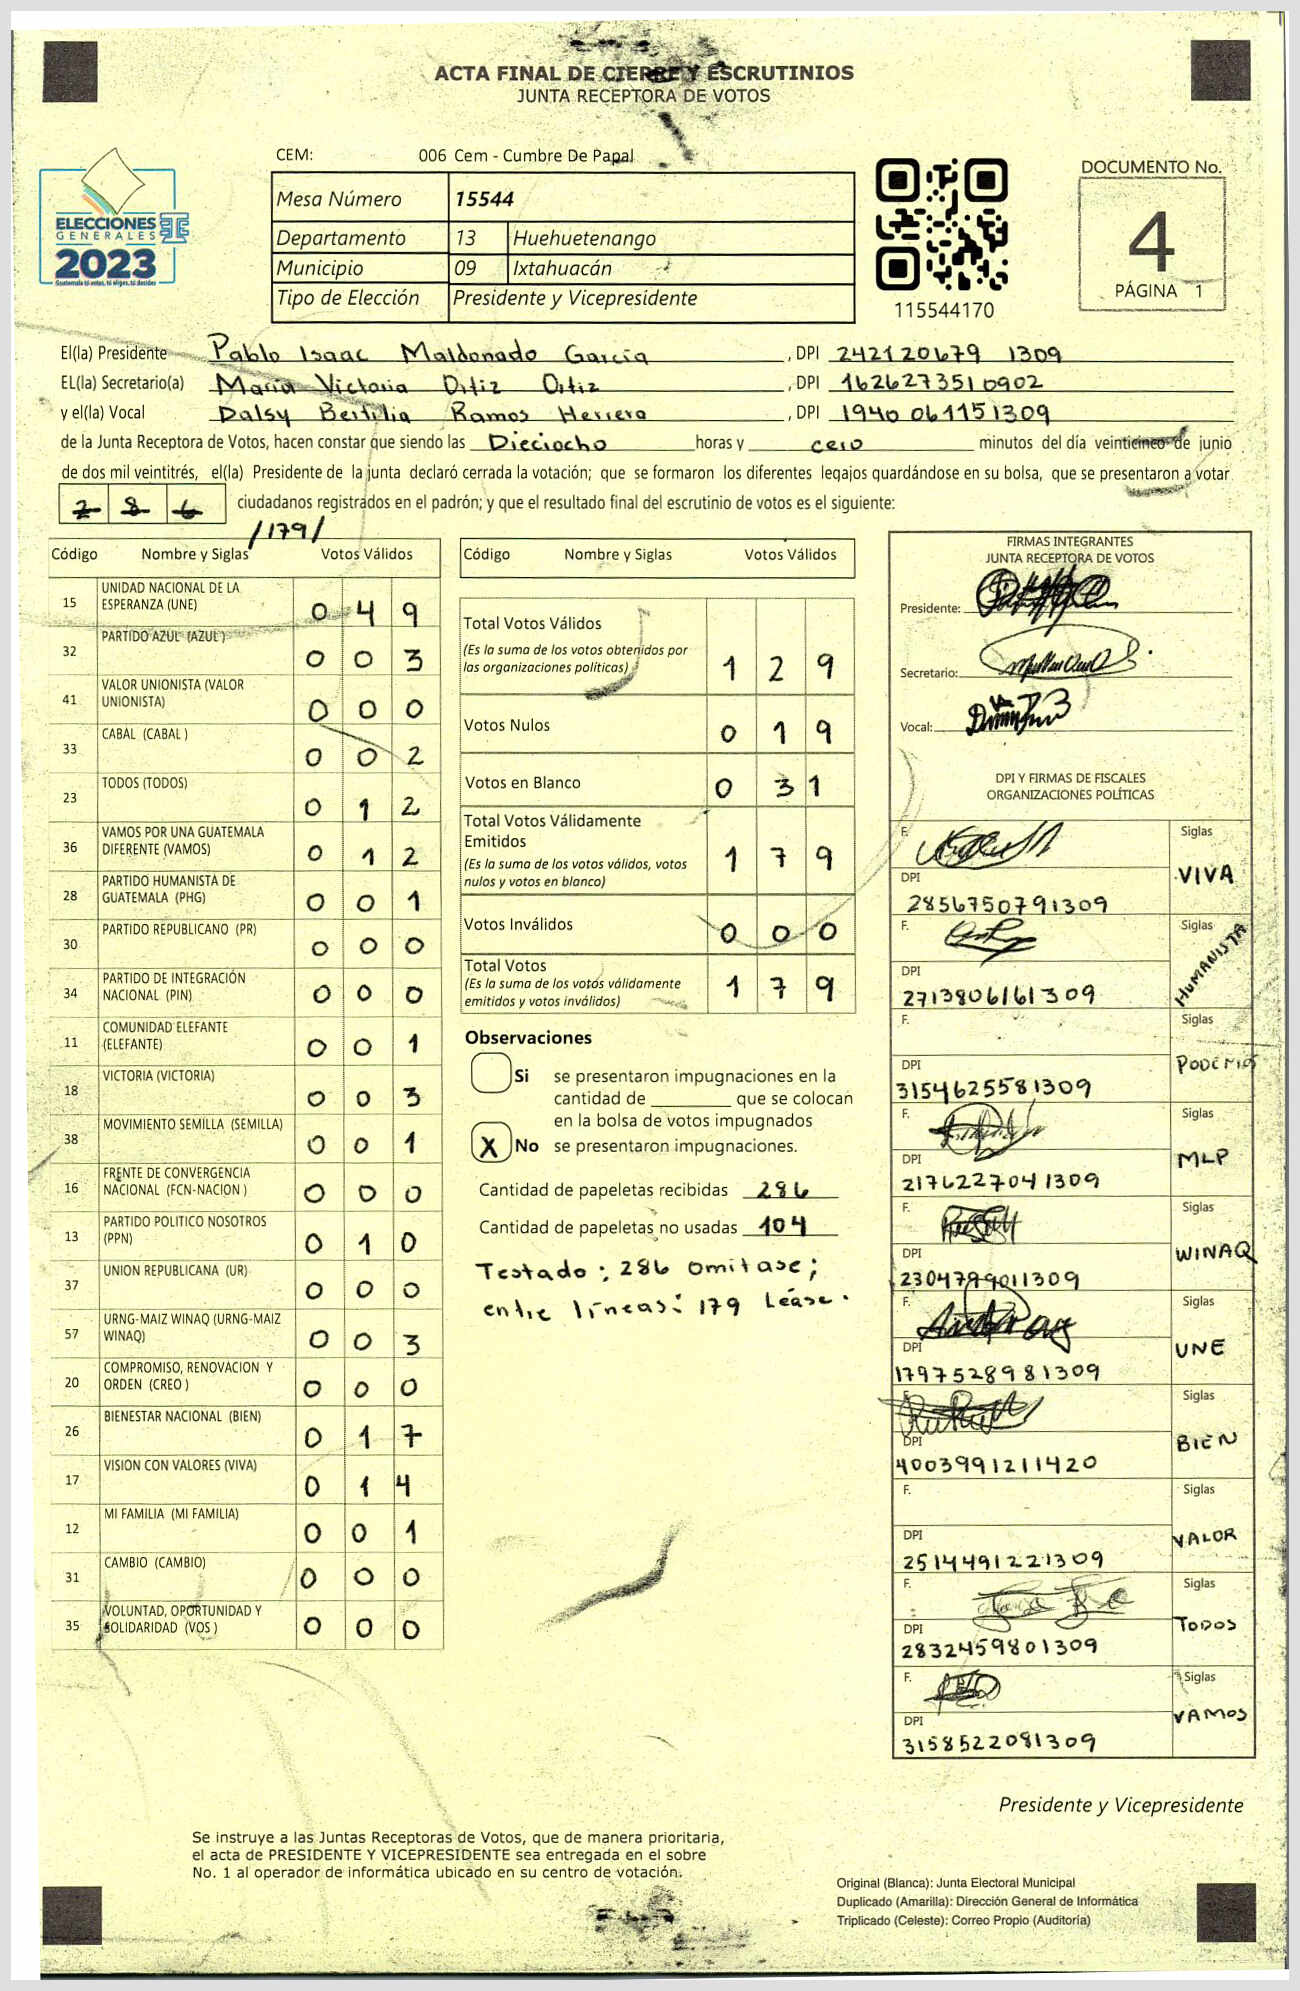 ACTA FINAL DE CIERRE Y ESCRUTINIOS
JUNTA RECEPTORA DE VOTOS
CEM: 006 Cem - Cumbre De Papal
ELECCIONES
GENERALES
2023
Guatemala tú votas, tú eliges, tú decides
Mesa Número 15544
Departamento 13 Huehuetenango
Municipio 09 Ixtahuacán
Tipo de Elección Presidente y Vicepresidente
115544170
DOCUMENTO No.
4
PÁGINA 1
El(la) Presidente Pablo Isaac Maldonado García, DPI 242120679 1309
EL(la) Secretario(a) María Victoria Ortiz Ortiz, DPI 1626273510902
y el(la) Vocal Dalsy Bertilia Ramos Herrera, DPI 1940 061151309
de la Junta Receptora de Votos, hacen constar que siendo las Dieciocho horas y cero minutos del día veinticinco de junio
de dos mil veintitrés, el(la) Presidente de la junta declaró cerrada la votación; que se formaron los diferentes legajos guardándose en su bolsa, que se presentaron a votar
286 ciudadanos registrados en el padrón; y que el resultado final del escrutinio de votos es el siguiente:
/179/
Código Nombre y Siglas Votos Válidos
15 UNIDAD NACIONAL DE LA ESPERANZA (UNE) 0 4 9
32 PARTIDO AZUL (AZUL) 0 0 3
41 VALOR UNIONISTA (VALOR UNIONISTA) 0 0 0
33 CABAL (CABAL ) 0 0 2
23 TODOS (TODOS) 0 1 2
36 VAMOS POR UNA GUATEMALA DIFERENTE (VAMOS) 0 1 2
28 PARTIDO HUMANISTA DE GUATEMALA (PHG) 0 0 1
30 PARTIDO REPUBLICANO (PR) 0 0 0
34 PARTIDO DE INTEGRACIÓN NACIONAL (PIN) 0 0 0
11 COMUNIDAD ELEFANTE (ELEFANTE) 0 0 1
18 VICTORIA (VICTORIA) 0 0 3
38 MOVIMIENTO SEMILLA (SEMILLA) 0 0 1
16 FRENTE DE CONVERGENCIA NACIONAL (FCN-NACION ) 0 0 0
13 PARTIDO POLITICO NOSOTROS (PPN) 0 1 0
37 UNION REPUBLICANA (UR) 0 0 0
57 URNG-MAIZ WINAQ (URNG-MAIZ WINAQ) 0 0 3
20 COMPROMISO, RENOVACION Y ORDEN (CREO ) 0 0 0
26 BIENESTAR NACIONAL (BIEN) 0 1 7
17 VISION CON VALORES (VIVA) 0 1 4
12 MI FAMILIA (MI FAMILIA) 0 0 1
31 CAMBIO (CAMBIO) 0 0 0
35 VOLUNTAD, OPORTUNIDAD Y SOLIDARIDAD (VOS ) 0 0 0
Código Nombre y Siglas Votos Válidos
Total Votos Válidos
(Es la suma de los votos obtenidos por
las organizaciones políticas) 1 2 9
Votos Nulos 0 1 9
Votos en Blanco 0 3 1
Total Votos Válidamente
Emitidos
(Es la suma de los votos válidos, votos
nulos y votos en blanco) 1 7 9
Votos Inválidos 0 0 0
Total Votos
(Es la suma de los votos válidamente
emitidos y votos inválidos) 1 7 9
Observaciones
Si se presentaron impugnaciones en la
cantidad de ________ que se colocan
en la bolsa de votos impugnados
X No se presentaron impugnaciones.
Cantidad de papeletas recibidas 286
Cantidad de papeletas no usadas 104
Testado: 286 omitase;
entre líneas: 179 Léase.
FIRMAS INTEGRANTES
JUNTA RECEPTORA DE VOTOS
Presidente:
Secretario:
Vocal:
DPI Y FIRMAS DE FISCALES
ORGANIZACIONES POLÍTICAS
F. Siglas
DPI VIVA
2856750791309
F. Siglas
DPI HUMANISTA
2713806161309
F. Siglas
DPI PODEMOS
3154625581309
F. Siglas
DPI MLP
2176227041309
F. Siglas
DPI WINAQ
2304799011309
F. Siglas
DPI UNE
1797528981309
F. Siglas
DPI BIEN
4003991211420
F. Siglas
DPI VALOR
2514491221309
F. Siglas
DPI TODOS
2832459801309
F. Siglas
DPI VAMOS
3158522081309
Presidente y Vicepresidente
Se instruye a las Juntas Receptoras de Votos, que de manera prioritaria,
el acta de PRESIDENTE Y VICEPRESIDENTE sea entregada en el sobre
No. 1 al operador de informática ubicado en su centro de votación.
Original (Blanca): Junta Electoral Municipal
Duplicado (Amarilla): Dirección General de Informática
Triplicado (Celeste): Correo Propio (Auditoría)